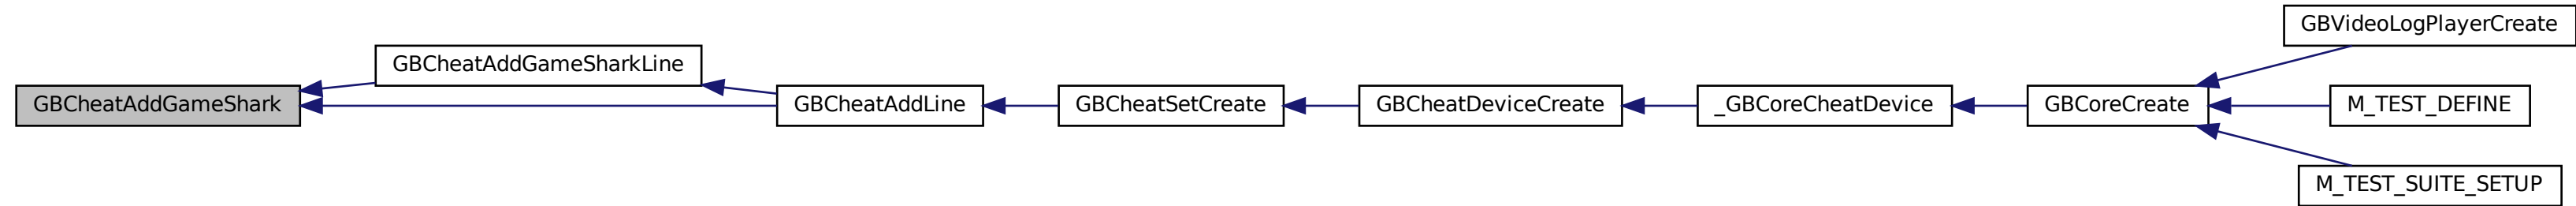 GBVideoLogPlayerCreate
GBCheatAddGameSharkLine
GBCheatAddGameShark
GBCheatAddLine
GBCheatSetCreate
GBCheatDeviceCreate
_GBCoreCheatDevice
GBCoreCreate
M_TEST_DEFINE
M_TEST_SUITE_SETUP